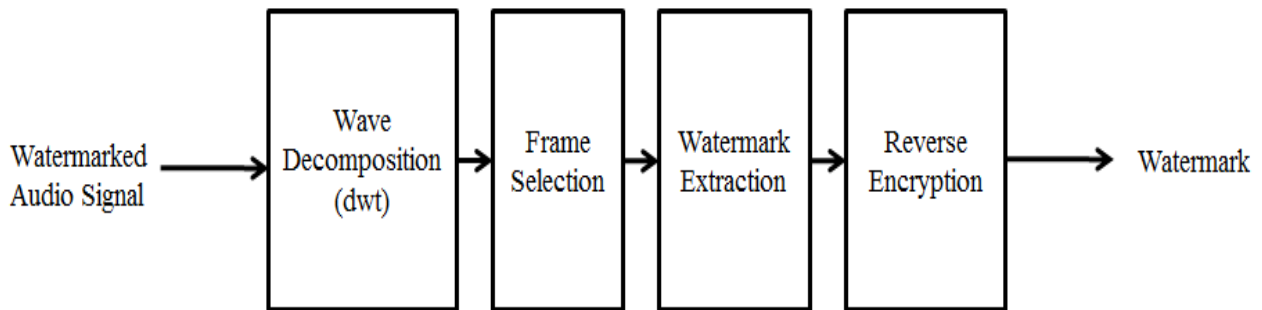 Watermarked
Audio Signal
Wave
Decomposition
(dwt)
Frame
Selection
Watermark
Extraction
Reverse
Encryption
Watermark